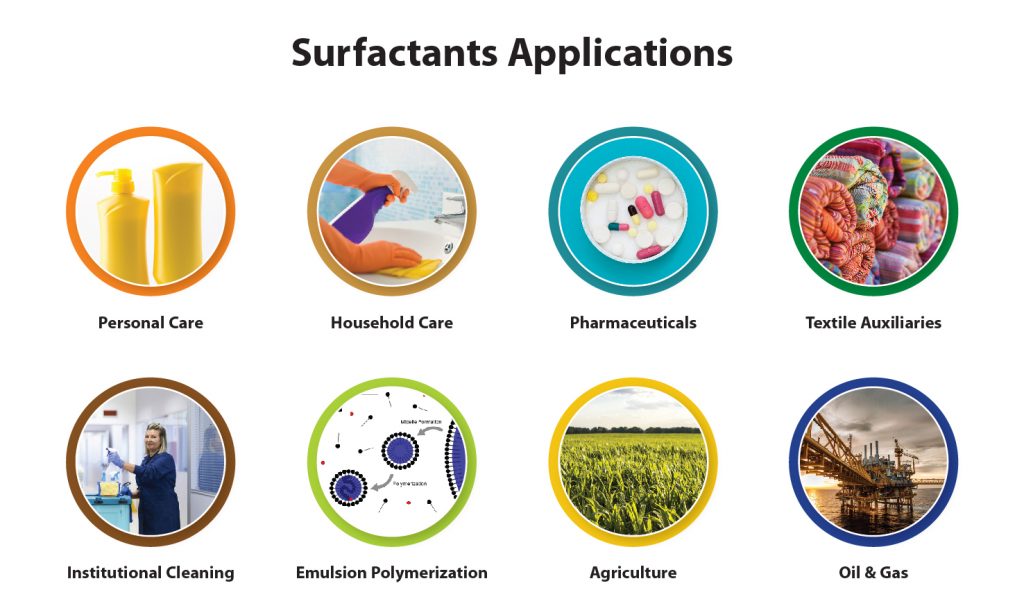 Surfactants Applications
Personal Care
Household Care
Pharmaceuticals
Textile Auxiliaries
Micelle Formation
Polymerization
Institutional Cleaning
Emulsion Polymerization
Agriculture
Oil & Gas